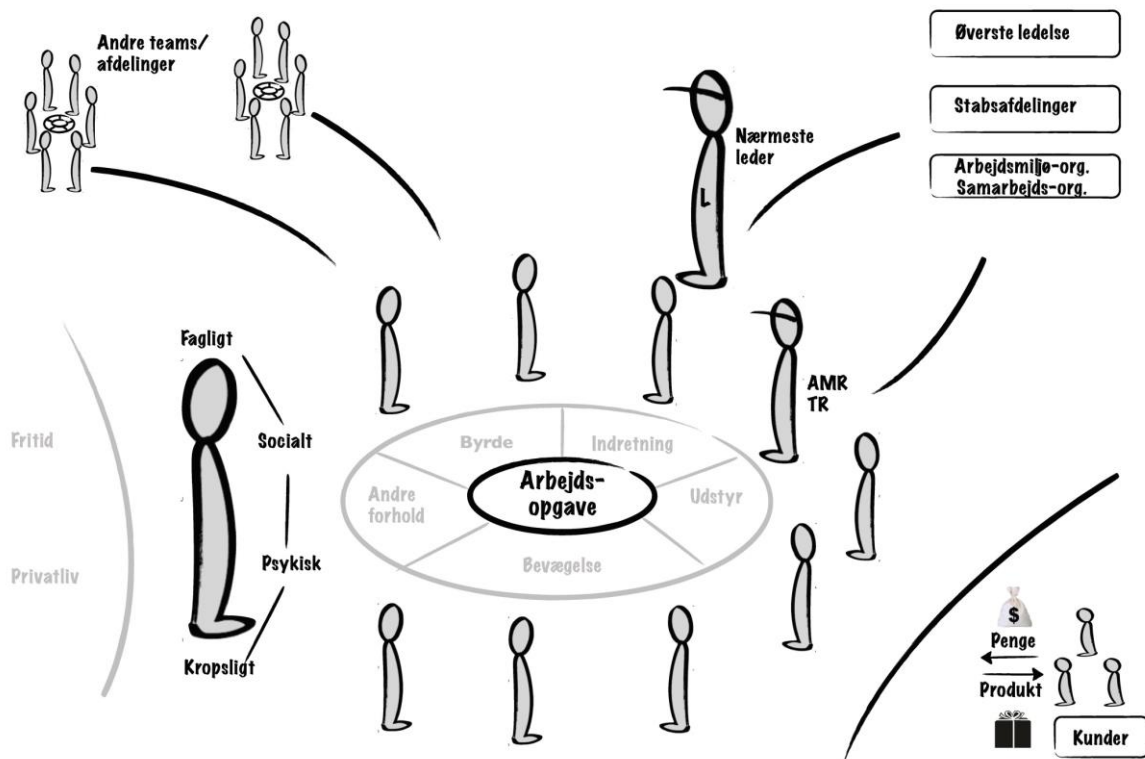 Andre teams/
afdelinger
Øverste ledelse
Stabsafdelinger
Arbejdsmiljø-org.
Samarbejds-org.
Nærmeste
leder
L
AMR
TR
Fagligt
Socialt
Psykisk
Kropsligt
Fritid
Privatliv
Byrde
Indretning
Andre
forhold
Arbejds-
opgave
Udstyr
Bevægelse
$
Penge
Produkt
Kunder